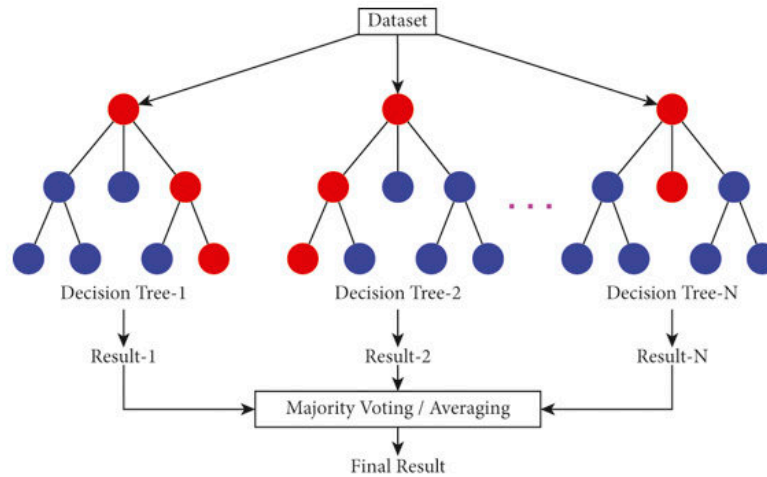 Dataset
. . .
Decision Tree-1
Decision Tree-2
Decision Tree-N
Result-1
Result-2
Result-N
Majority Voting / Averaging
Final Result